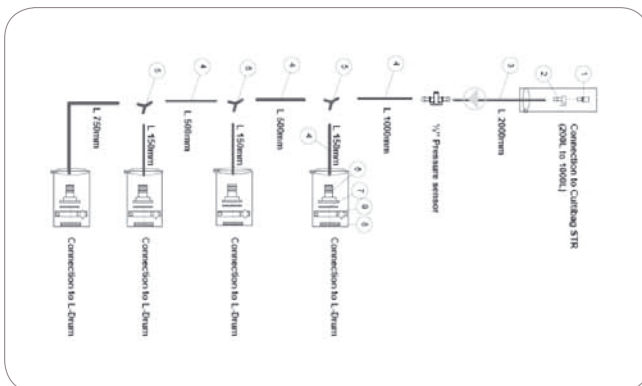 1
2
Connection to Cultibag STR
(200L to 1000L)
3
L 2000mm
½" Pressure sensor
4
L 1000mm
5
4
L 150mm
6
7
9
8
Connection to L-Drum
4
L 500mm
5
L 150mm
Connection to L-Drum
4
L 500mm
5
L 150mm
Connection to L-Drum
L 750mm
Connection to L-Drum